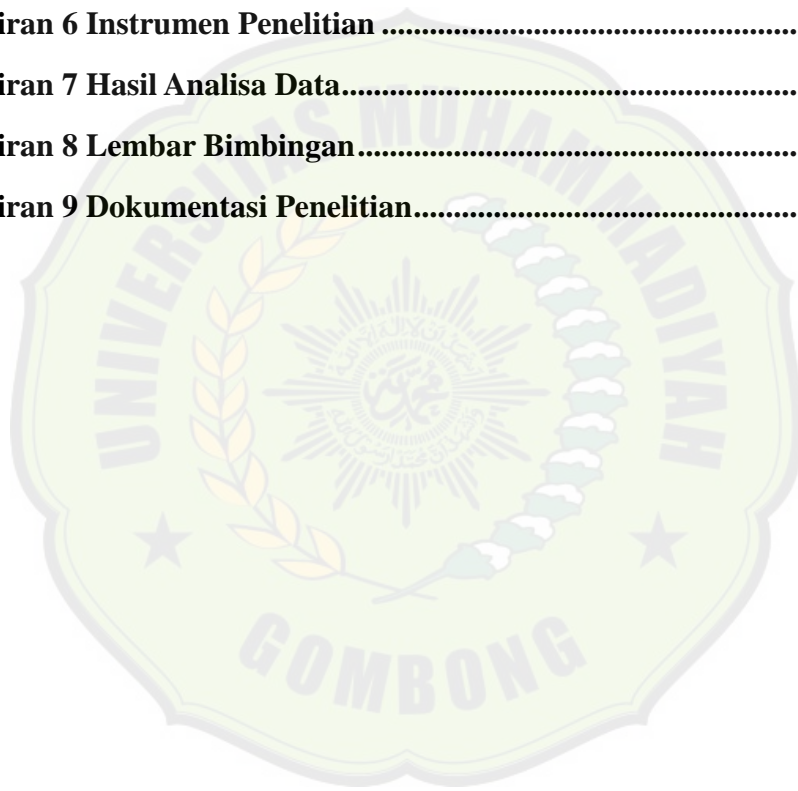 iran 6 Instrumen Penelitian ....................................................
iran 7 Hasil Analisa Data..........................................................
iran 8 Lembar Bimbingan........................................................
iran 9 Dokumentasi Penelitian................................................
UNIVERSITAS MUHAMMADIYAH
GOMBONG